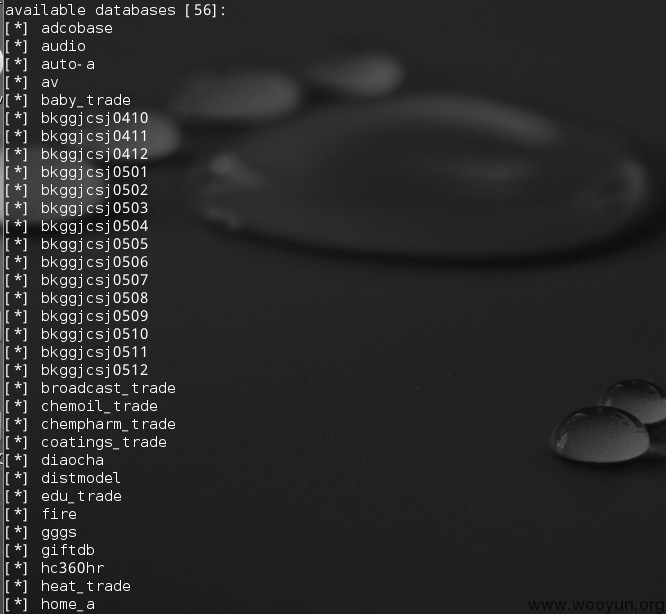 available databases [56]:
[*] adcobase
[*] audio
[*] auto-a
[*] av
[*] baby_trade
[*] bkggjcsj0410
[*] bkggjcsj0411
[*] bkggjcsj0412
[*] bkggjcsj0501
[*] bkggjcsj0502
[*] bkggjcsj0503
[*] bkggjcsj0504
[*] bkggjcsj0505
[*] bkggjcsj0506
[*] bkggjcsj0507
[*] bkggjcsj0508
[*] bkggjcsj0509
[*] bkggjcsj0510
[*] bkggjcsj0511
[*] bkggjcsj0512
[*] broadcast_trade
[*] chemoil_trade
[*] chempharm_trade
[*] coatings_trade
[*] diaocha
[*] distmodel
[*] edu_trade
[*] fire
[*] gggs
[*] giftdb
[*] hc360hr
[*] heat_trade
[*] home_a
www.wooyun.org